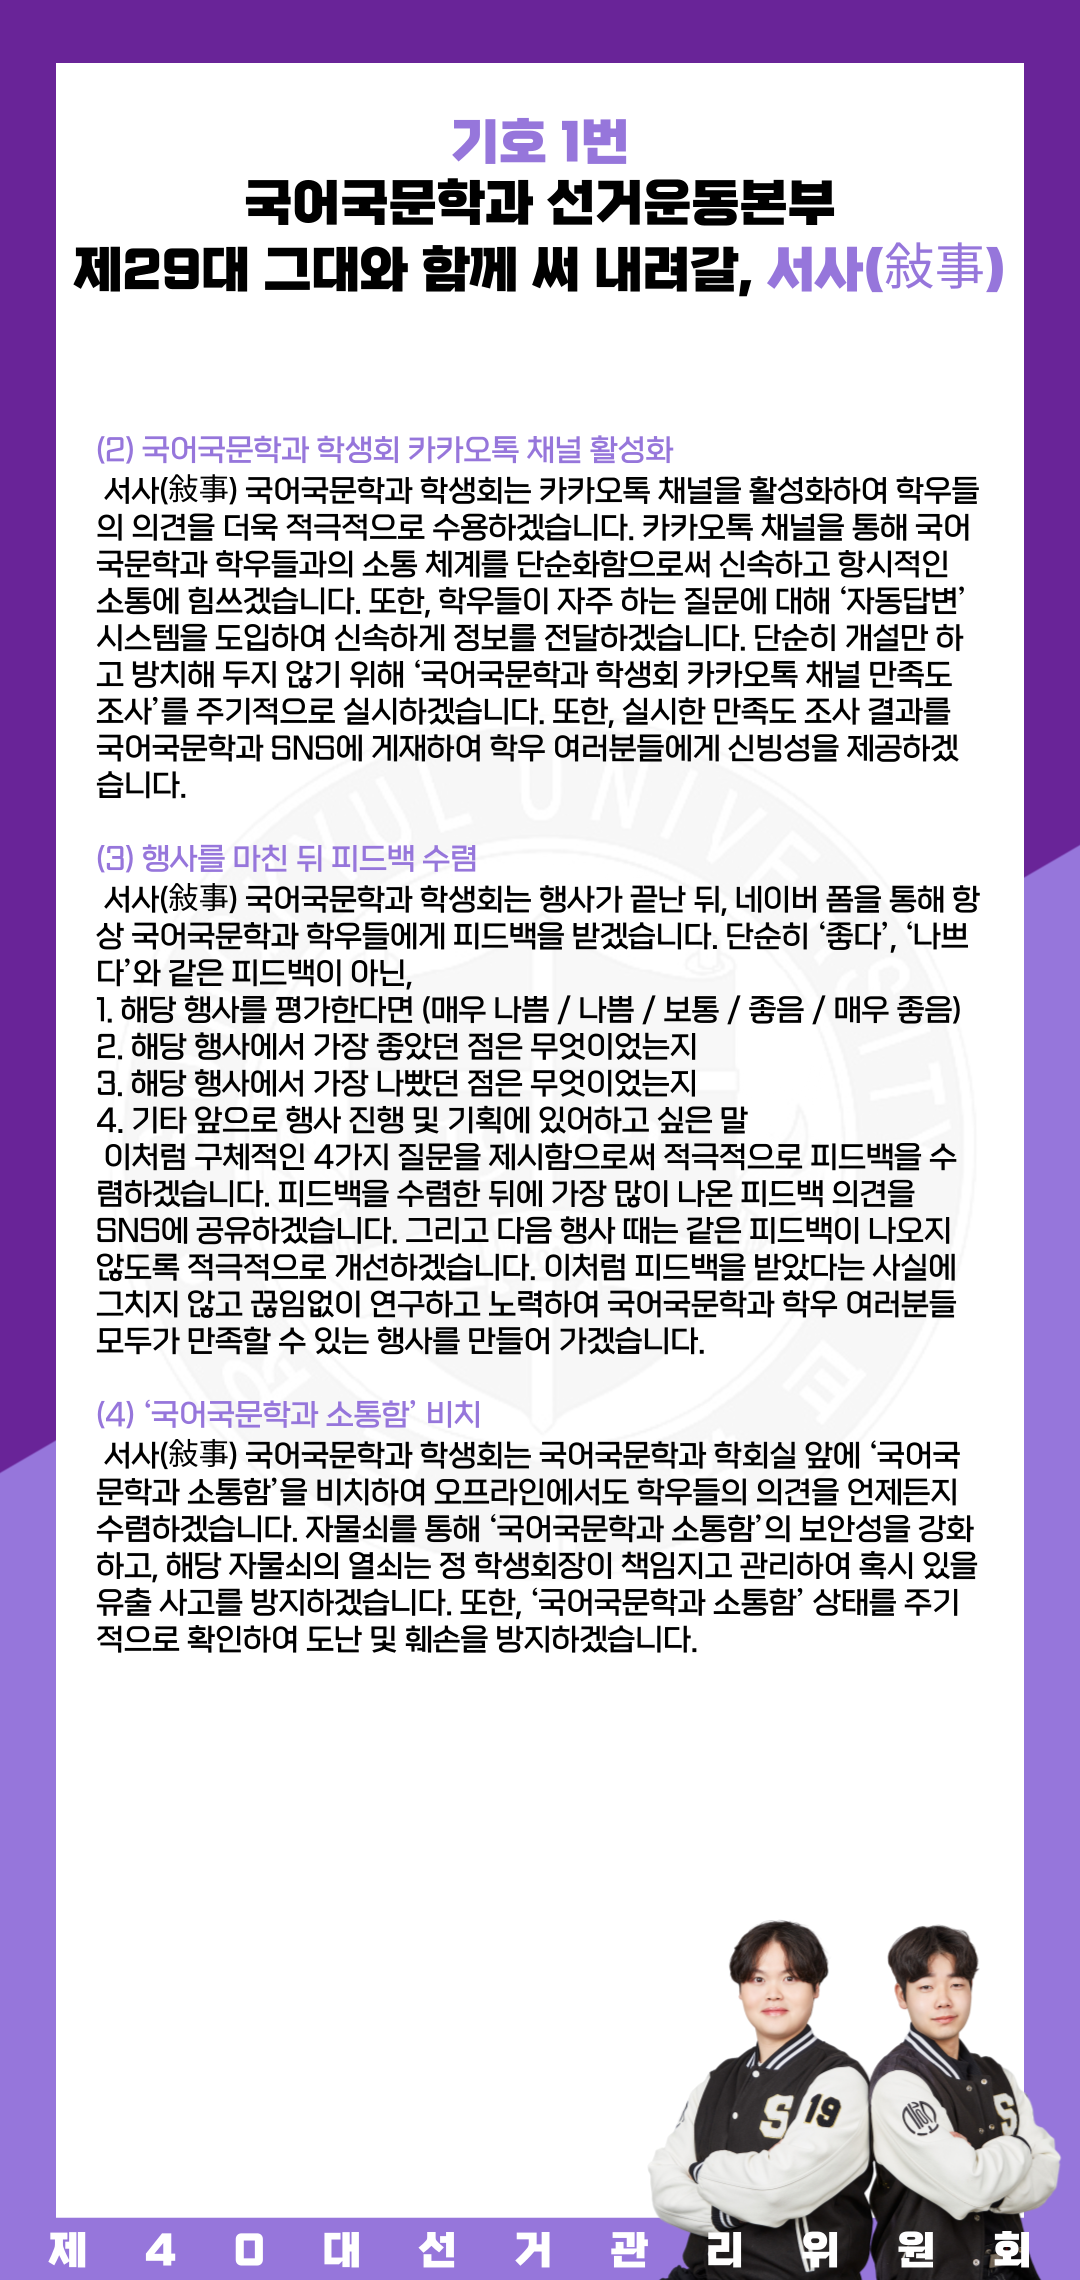 기호 1번
국어국문학과 선거운동본부
제29대 그대와 함께 써 내려갈, 서사(敍事)
(2) 국어국문학과 학생회 카카오톡 채널 활성화
서사(敍事) 국어국문학과 학생회는 카카오톡 채널을 활성화하여 학우들
의 의견을 더욱 적극적으로 수용하겠습니다. 카카오톡 채널을 통해 국어
국문학과 학우들과의 소통 체계를 단순화함으로써 신속하고 항시적인
소통에 힘쓰겠습니다. 또한, 학우들이 자주 하는 질문에 대해 ‘자동답변’
시스템을 도입하여 신속하게 정보를 전달하겠습니다. 단순히 개설만 하
고 방치해 두지 않기 위해 ‘국어국문학과 학생회 카카오톡 채널 만족도
조사’를 주기적으로 실시하겠습니다. 또한, 실시한 만족도 조사 결과를
국어국문학과 SNS에 게재하여 학우 여러분들에게 신빙성을 제공하겠
습니다.
(3) 행사를 마친 뒤 피드백 수렴
서사(敍事) 국어국문학과 학생회는 행사가 끝난 뒤, 네이버 폼을 통해 항
상 국어국문학과 학우들에게 피드백을 받겠습니다. 단순히 ‘좋다’, ‘나쁘
다’와 같은 피드백이 아닌,
1. 해당 행사를 평가한다면 (매우 나쁨 / 나쁨 / 보통 / 좋음 / 매우 좋음)
2. 해당 행사에서 가장 좋았던 점은 무엇이었는지
3. 해당 행사에서 가장 나빴던 점은 무엇이었는지
4. 기타 앞으로 행사 진행 및 기획에 있어하고 싶은 말
이처럼 구체적인 4가지 질문을 제시함으로써 적극적으로 피드백을 수
렴하겠습니다. 피드백을 수렴한 뒤에 가장 많이 나온 피드백 의견을
SNS에 공유하겠습니다. 그리고 다음 행사 때는 같은 피드백이 나오지
않도록 적극적으로 개선하겠습니다. 이처럼 피드백을 받았다는 사실에
그치지 않고 끊임없이 연구하고 노력하여 국어국문학과 학우 여러분들
모두가 만족할 수 있는 행사를 만들어 가겠습니다.
(4) ‘국어국문학과 소통함’ 비치
서사(敍事) 국어국문학과 학생회는 국어국문학과 학회실 앞에 ‘국어국
문학과 소통함’을 비치하여 오프라인에서도 학우들의 의견을 언제든지
수렴하겠습니다. 자물쇠를 통해 ‘국어국문학과 소통함’의 보안성을 강화
하고, 해당 자물쇠의 열쇠는 정 학생회장이 책임지고 관리하여 혹시 있을
유출 사고를 방지하겠습니다. 또한, ‘국어국문학과 소통함’ 상태를 주기
적으로 확인하여 도난 및 훼손을 방지하겠습니다.
S 19
S
제40대선거관리위원회